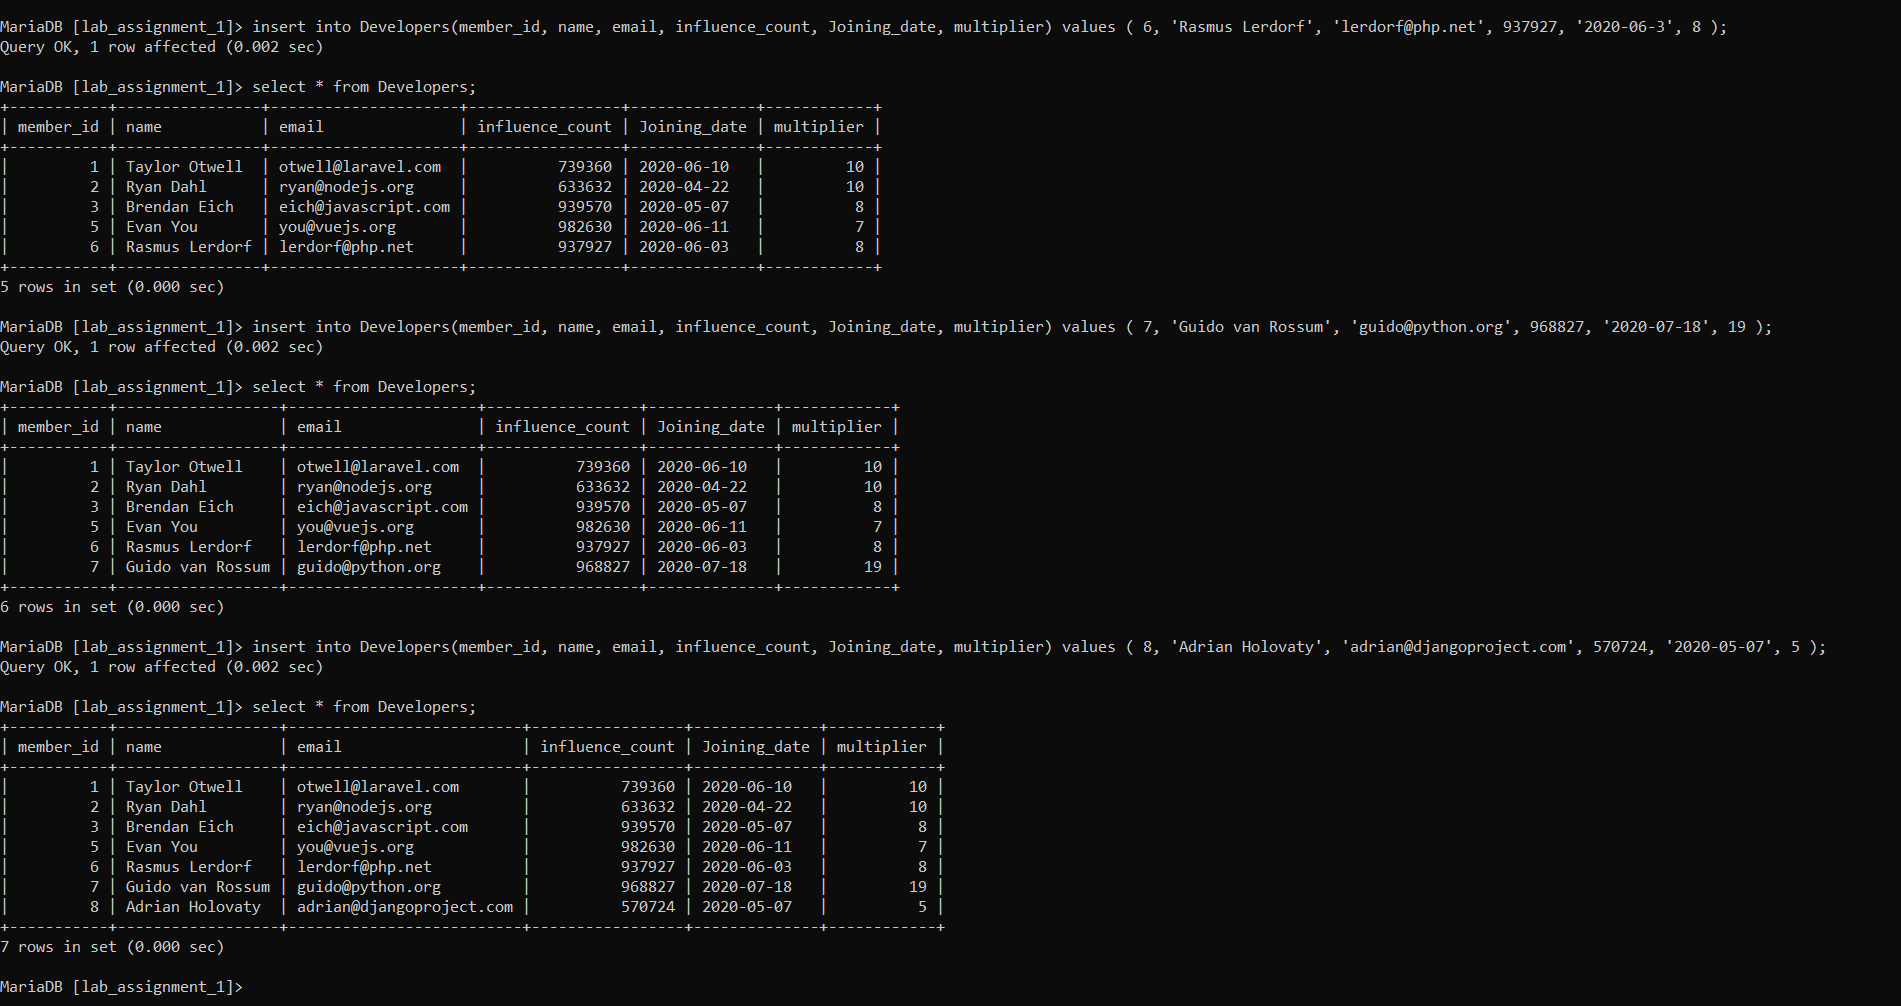 MariaDB [lab_assignment_1]> insert into Developers(member_id, name, email, influence_count, Joining_date, multiplier) values ( 6, 'Rasmus Lerdorf', 'lerdorf@php.net', 937927, '2020-06-3', 8 );
Query OK, 1 row affected (0.002 sec)

MariaDB [lab_assignment_1]> select * from Developers;
+-----------+----------------+---------------------+-----------------+--------------+------------+
| member_id | name           | email               | influence_count | Joining_date | multiplier |
+-----------+----------------+---------------------+-----------------+--------------+------------+
|         1 | Taylor Otwell  | otwell@laravel.com  |          739360 | 2020-06-10   |         10 |
|         2 | Ryan Dahl      | ryan@nodejs.org     |          633632 | 2020-04-22   |         10 |
|         3 | Brendan Eich   | eich@javascript.com |          939570 | 2020-05-07   |          8 |
|         5 | Evan You       | you@vuejs.org       |          982630 | 2020-06-11   |          7 |
|         6 | Rasmus Lerdorf | lerdorf@php.net     |          937927 | 2020-06-03   |          8 |
+-----------+----------------+---------------------+-----------------+--------------+------------+
5 rows in set (0.000 sec)

MariaDB [lab_assignment_1]> insert into Developers(member_id, name, email, influence_count, Joining_date, multiplier) values ( 7, 'Guido van Rossum', 'guido@python.org', 968827, '2020-07-18', 19 );
Query OK, 1 row affected (0.002 sec)

MariaDB [lab_assignment_1]> select * from Developers;
+-----------+------------------+---------------------+-----------------+--------------+------------+
| member_id | name             | email               | influence_count | Joining_date | multiplier |
+-----------+------------------+---------------------+-----------------+--------------+------------+
|         1 | Taylor Otwell    | otwell@laravel.com  |          739360 | 2020-06-10   |         10 |
|         2 | Ryan Dahl        | ryan@nodejs.org     |          633632 | 2020-04-22   |         10 |
|         3 | Brendan Eich     | eich@javascript.com |          939570 | 2020-05-07   |          8 |
|         5 | Evan You         | you@vuejs.org       |          982630 | 2020-06-11   |          7 |
|         6 | Rasmus Lerdorf   | lerdorf@php.net     |          937927 | 2020-06-03   |          8 |
|         7 | Guido van Rossum | guido@python.org    |          968827 | 2020-07-18   |         19 |
+-----------+------------------+---------------------+-----------------+--------------+------------+
6 rows in set (0.000 sec)

MariaDB [lab_assignment_1]> insert into Developers(member_id, name, email, influence_count, Joining_date, multiplier) values ( 8, 'Adrian Holovaty', 'adrian@djangoproject.com', 570724, '2020-05-07', 5 );
Query OK, 1 row affected (0.002 sec)

MariaDB [lab_assignment_1]> select * from Developers;
+-----------+------------------+--------------------------+-----------------+--------------+------------+
| member_id | name             | email                    | influence_count | Joining_date | multiplier |
+-----------+------------------+--------------------------+-----------------+--------------+------------+
|         1 | Taylor Otwell    | otwell@laravel.com       |          739360 | 2020-06-10   |         10 |
|         2 | Ryan Dahl        | ryan@nodejs.org          |          633632 | 2020-04-22   |         10 |
|         3 | Brendan Eich     | eich@javascript.com      |          939570 | 2020-05-07   |          8 |
|         5 | Evan You         | you@vuejs.org            |          982630 | 2020-06-11   |          7 |
|         6 | Rasmus Lerdorf   | lerdorf@php.net          |          937927 | 2020-06-03   |          8 |
|         7 | Guido van Rossum | guido@python.org         |          968827 | 2020-07-18   |         19 |
|         8 | Adrian Holovaty  | adrian@djangoproject.com |          570724 | 2020-05-07   |          5 |
+-----------+------------------+--------------------------+-----------------+--------------+------------+
7 rows in set (0.000 sec)

MariaDB [lab_assignment_1]>